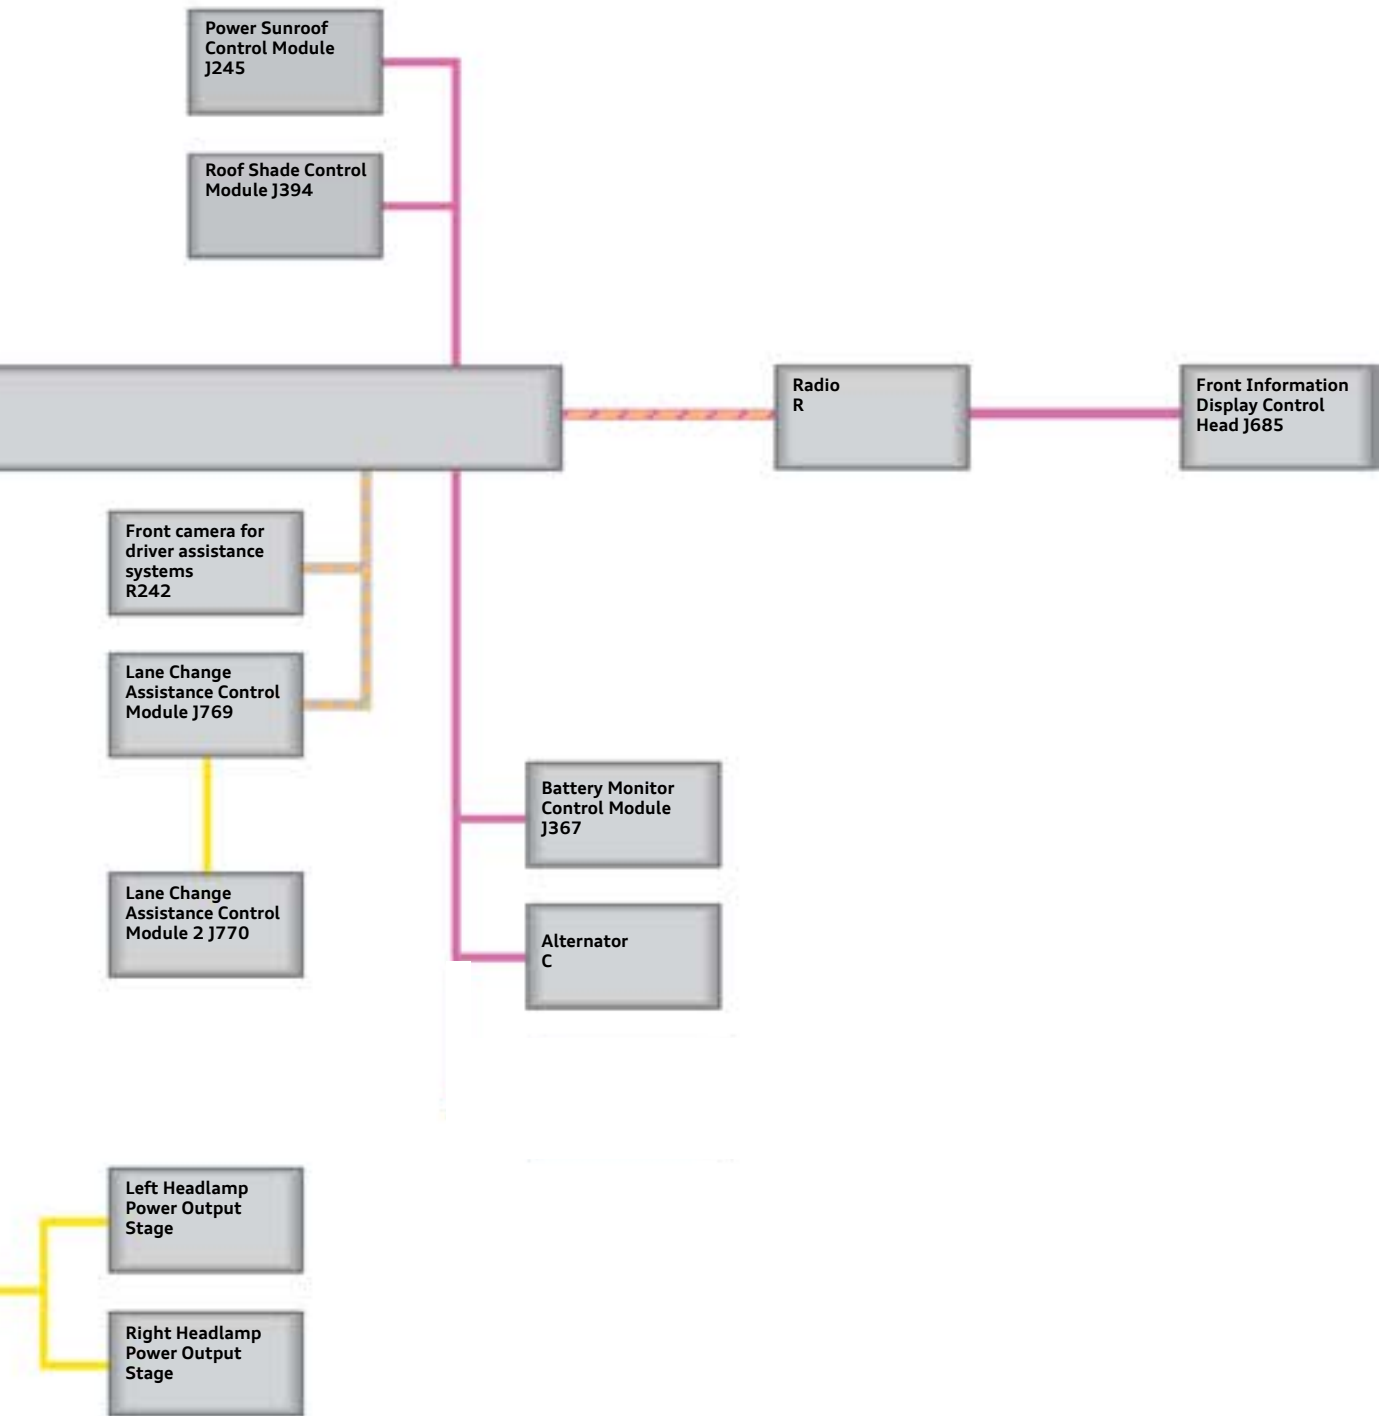 Power Sunroof
Control Module
J245
Roof Shade Control
Module J394
Radio
R
Front Information
Display Control
Head J685
Front camera for
driver assistance
systems
R242
Lane Change
Assistance Control
Module J769
Battery Monitor
Control Module
J367
Lane Change
Assistance Control
Module 2 J770
Alternator
C
Left Headlamp
Power Output
Stage
Right Headlamp
Power Output
Stage